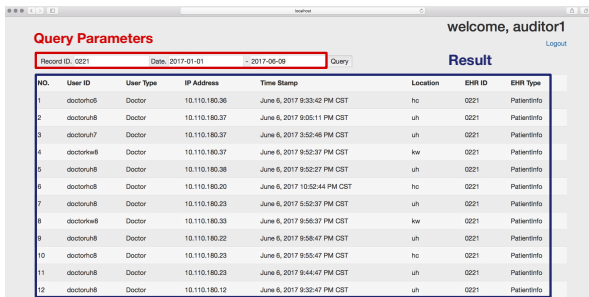 localhost
welcome, auditor1
Query Parameters
Logout
Record ID. 0221 Date. 2017-01-01 - 2017-06-09 Query
Result
NO. User ID User Type IP Address Time Stamp Location EHR ID EHR Type
1 doctorhc6 Doctor 10.110.180.36 June 6, 2017 9:33:42 PM CST hc 0221 PatientInfo
2 doctoruh8 Doctor 10.110.180.37 June 6, 2017 9:05:11 PM CST uh 0221 PatientInfo
3 doctoruh7 Doctor 10.110.180.37 June 6, 2017 3:52:46 PM CST uh 0221 PatientInfo
4 doctorkw8 Doctor 10.110.180.37 June 6, 2017 9:52:37 PM CST kw 0221 PatientInfo
5 doctoruh8 Doctor 10.110.180.38 June 6, 2017 9:52:27 PM CST uh 0221 PatientInfo
6 doctorhc8 Doctor 10.110.180.20 June 6, 2017 10:52:44 PM CST hc 0221 PatientInfo
7 doctoruh8 Doctor 10.110.180.23 June 6, 2017 5:52:37 PM CST uh 0221 PatientInfo
8 doctorkw8 Doctor 10.110.180.33 June 6, 2017 9:56:37 PM CST kw 0221 PatientInfo
9 doctoruh8 Doctor 10.110.180.22 June 6, 2017 9:58:47 PM CST uh 0221 PatientInfo
10 doctorhc8 Doctor 10.110.180.23 June 6, 2017 9:55:47 PM CST hc 0221 PatientInfo
11 doctoruh8 Doctor 10.110.180.23 June 6, 2017 9:44:47 PM CST uh 0221 PatientInfo
12 doctoruh8 Doctor 10.110.180.12 June 6, 2017 9:32:47 PM CST uh 0221 PatientInfo